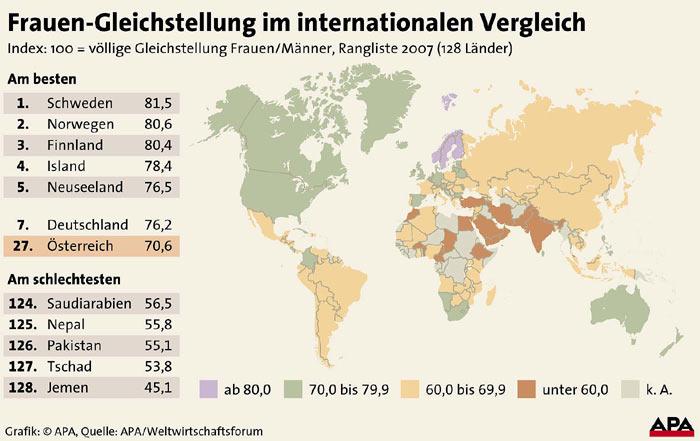 Frauen-Gleichstellung im internationalen Vergleich
Index: 100 = völlige Gleichstellung Frauen/Männer, Rangliste 2007 (128 Länder)
Am besten
1. Schweden 81,5
2. Norwegen 80,6
3. Finnland 80,4
4. Island 78,4
5. Neuseeland 76,5
7. Deutschland 76,2
27. Österreich 70,6
Am schlechtesten
124. Saudiarabien 56,5
125. Nepal 55,8
126. Pakistan 55,1
127. Tschad 53,8
128. Jemen 45,1
ab 80,0 70,0 bis 79,9 60,0 bis 69,9 unter 60,0 k. A.
Grafik: © APA, Quelle: APA/Weltwirtschaftsforum
APA